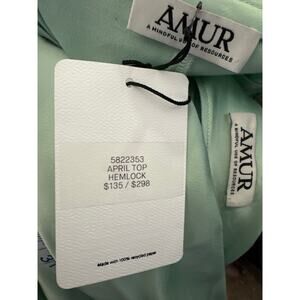 AMUR
A MINDFUL USE OF RESOURCES
AMUR
A MINDFUL USE OF RESOURCES
5822353
APRIL TOP
HEMLOCK
$135 / $298
Made with 100% recycled paper